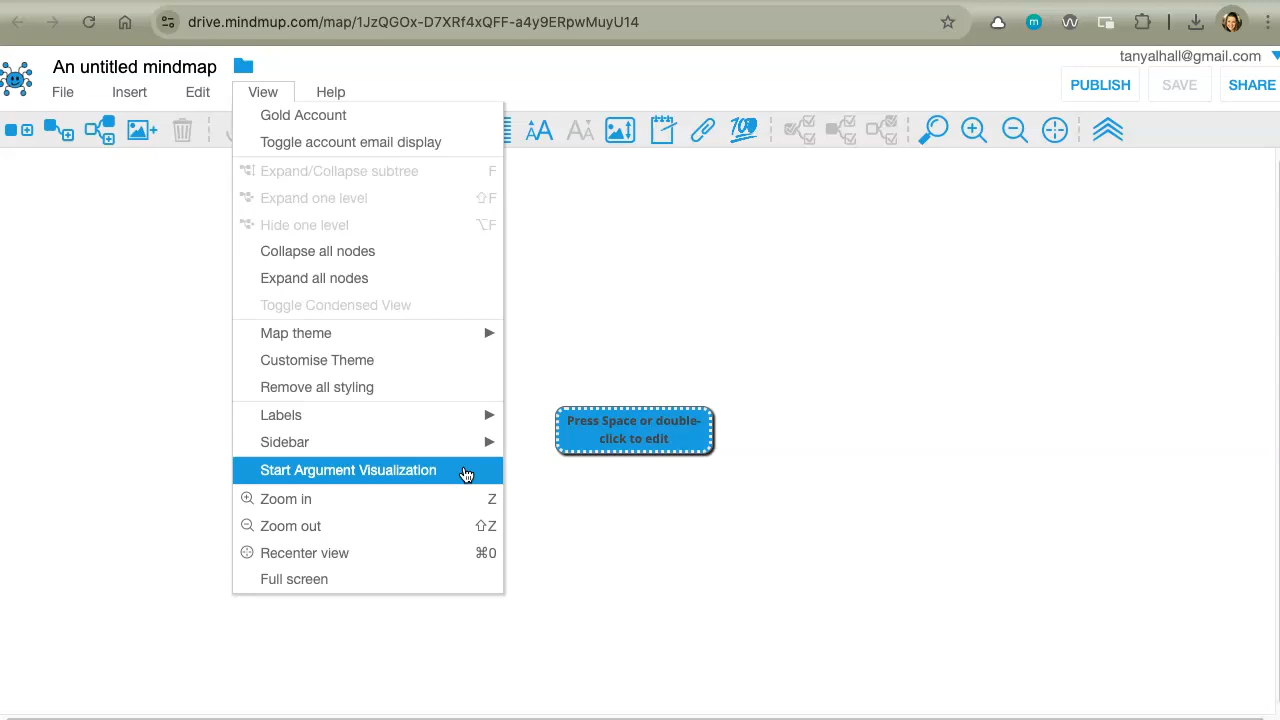 drive.mindmup.com/map/1JzQGOx-D7XRf4xQFF-a4y9ERpwMuyU14
m
tanyalhall@gmail.com
An untitled mindmap
File Insert Edit View Help
PUBLISH SAVE SHARE
AA AA 100
Gold Account
Toggle account email display
Expand/Collapse subtree F
Expand one level ⇧F
Hide one level ⌥F
Collapse all nodes
Expand all nodes
Toggle Condensed View
Map theme
Customise Theme
Remove all styling
Labels
Sidebar
Start Argument Visualization
Zoom in Z
Zoom out ⇧Z
Recenter view ⌘0
Full screen
Press Space or double-
click to edit